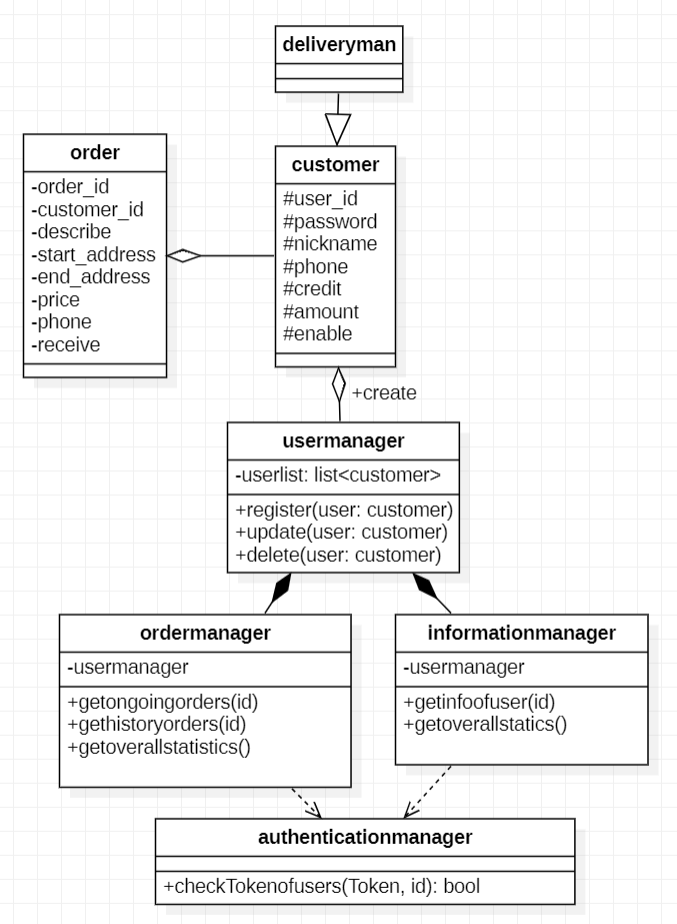 deliveryman
order
-order_id
-customer_id
-describe
-start_address
-end_address
-price
-phone
-receive
customer
#user_id
#password
#nickname
#phone
#credit
#amount
#enable
+create
usermanager
-userlist: list<customer>
+register(user: customer)
+update(user: customer)
+delete(user: customer)
ordermanager
-usermanager
+getongoingorders(id)
+gethistoryorders(id)
+getoverallstatistics()
informationmanager
-usermanager
+getinfoofuser(id)
+getoverallstatics()
authenticationmanager
+checkTokenofusers(Token, id): bool